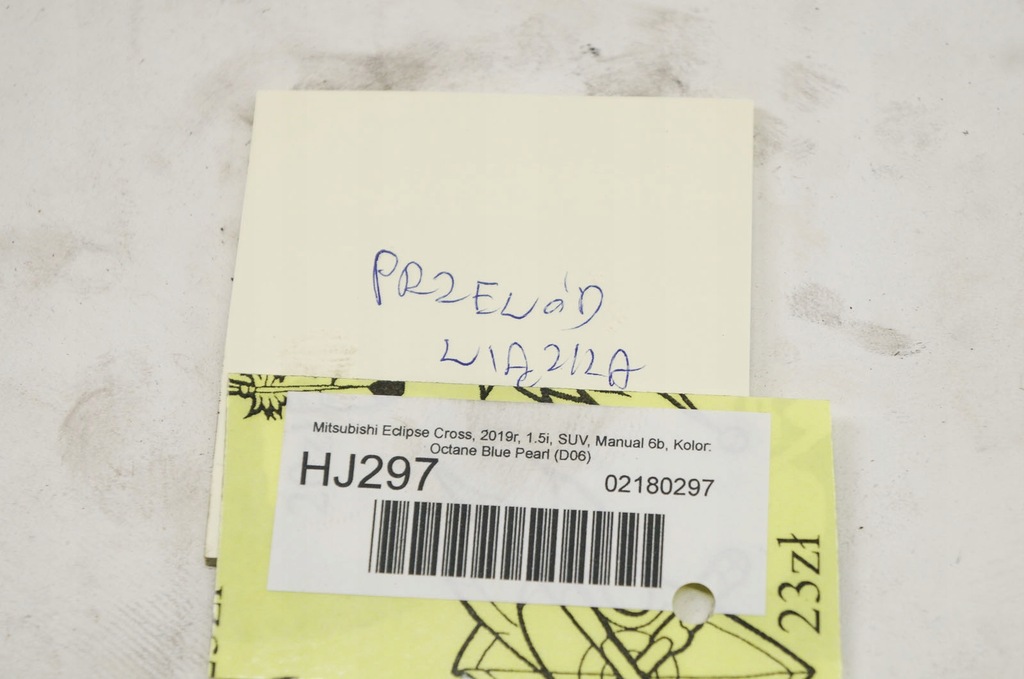 PRZEWóD
WIĄZKA
Mitsubishi Eclipse Cross, 2019r, 1.5i, SUV, Manual 6b, Kolor:
Octane Blue Pearl (D06)
HJ297
02180297
23zł